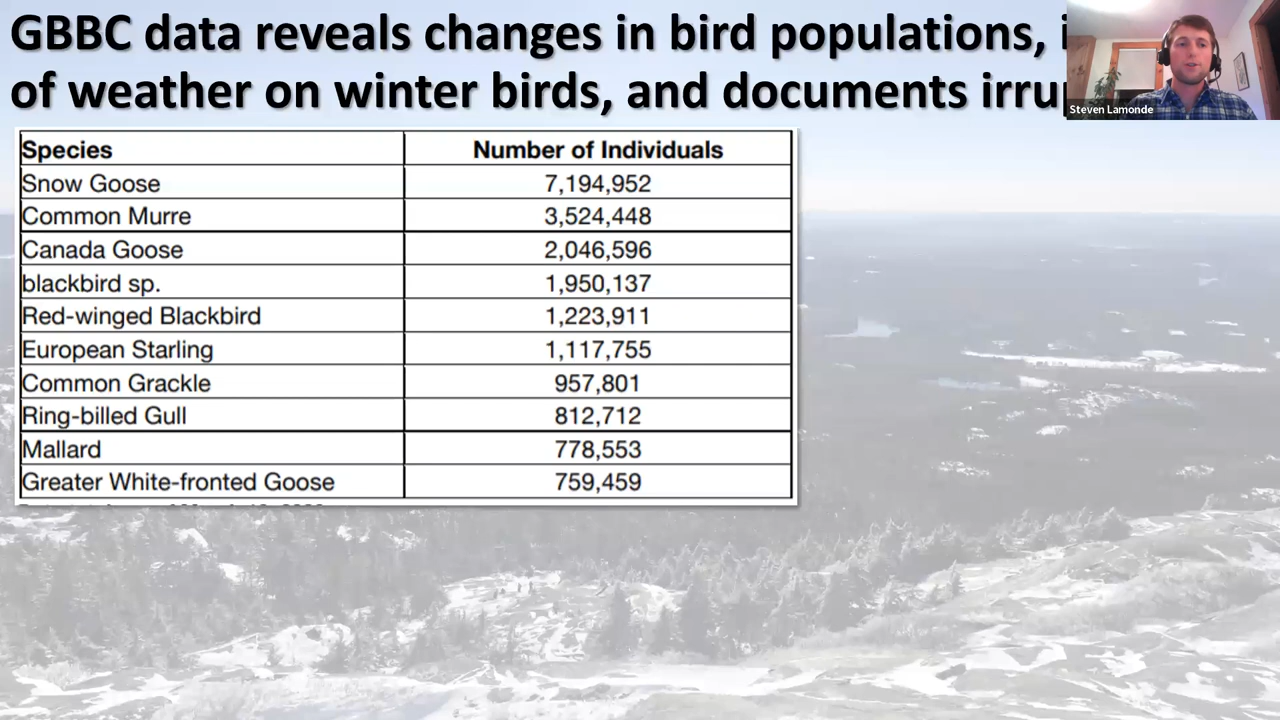 GBBC data reveals changes in bird populations,
of weather on winter birds, and documents
Steven Lamonde
Species Number of Individuals
Snow Goose 7,194,952
Common Murre 3,524,448
Canada Goose 2,046,596
blackbird sp. 1,950,137
Red-winged Blackbird 1,223,911
European Starling 1,117,755
Common Grackle 957,801
Ring-billed Gull 812,712
Mallard 778,553
Greater White-fronted Goose 759,459